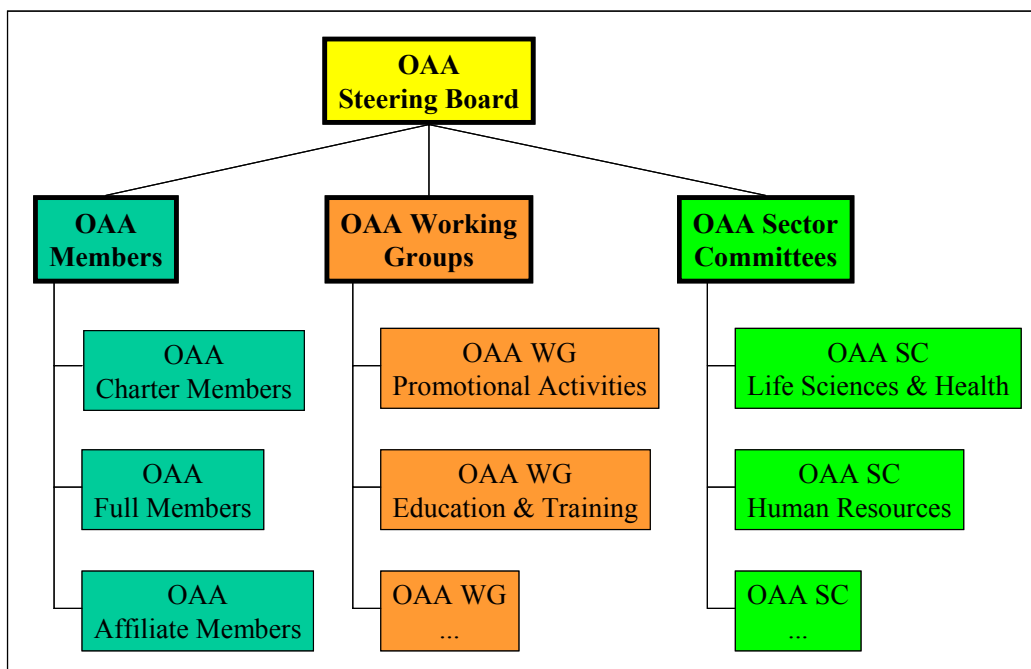 OAA
Steering Board
OAA
Members
OAA Working
Groups
OAA Sector
Committees
OAA
Charter Members
OAA WG
Promotional Activities
OAA SC
Life Sciences & Health
OAA
Full Members
OAA WG
Education & Training
OAA SC
Human Resources
OAA
Affiliate Members
OAA WG
...
OAA SC
...